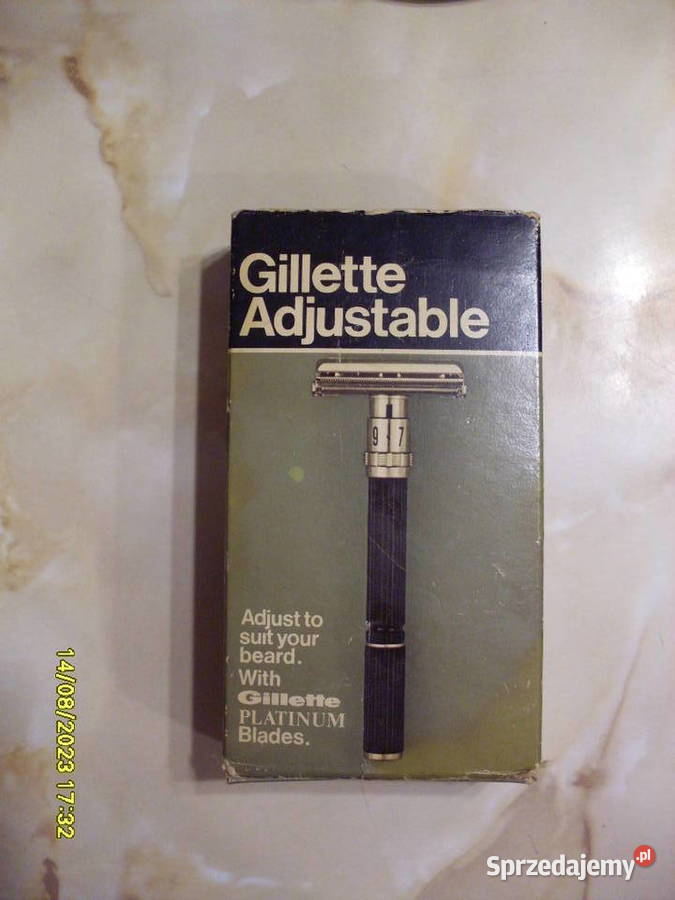 Gillette
Adjustable
9 - 7
Adjust to
suit your
beard.
With
Gillette
PLATINUM
Blades.
14/08/2023 17:32
Sprzedajemy.pl